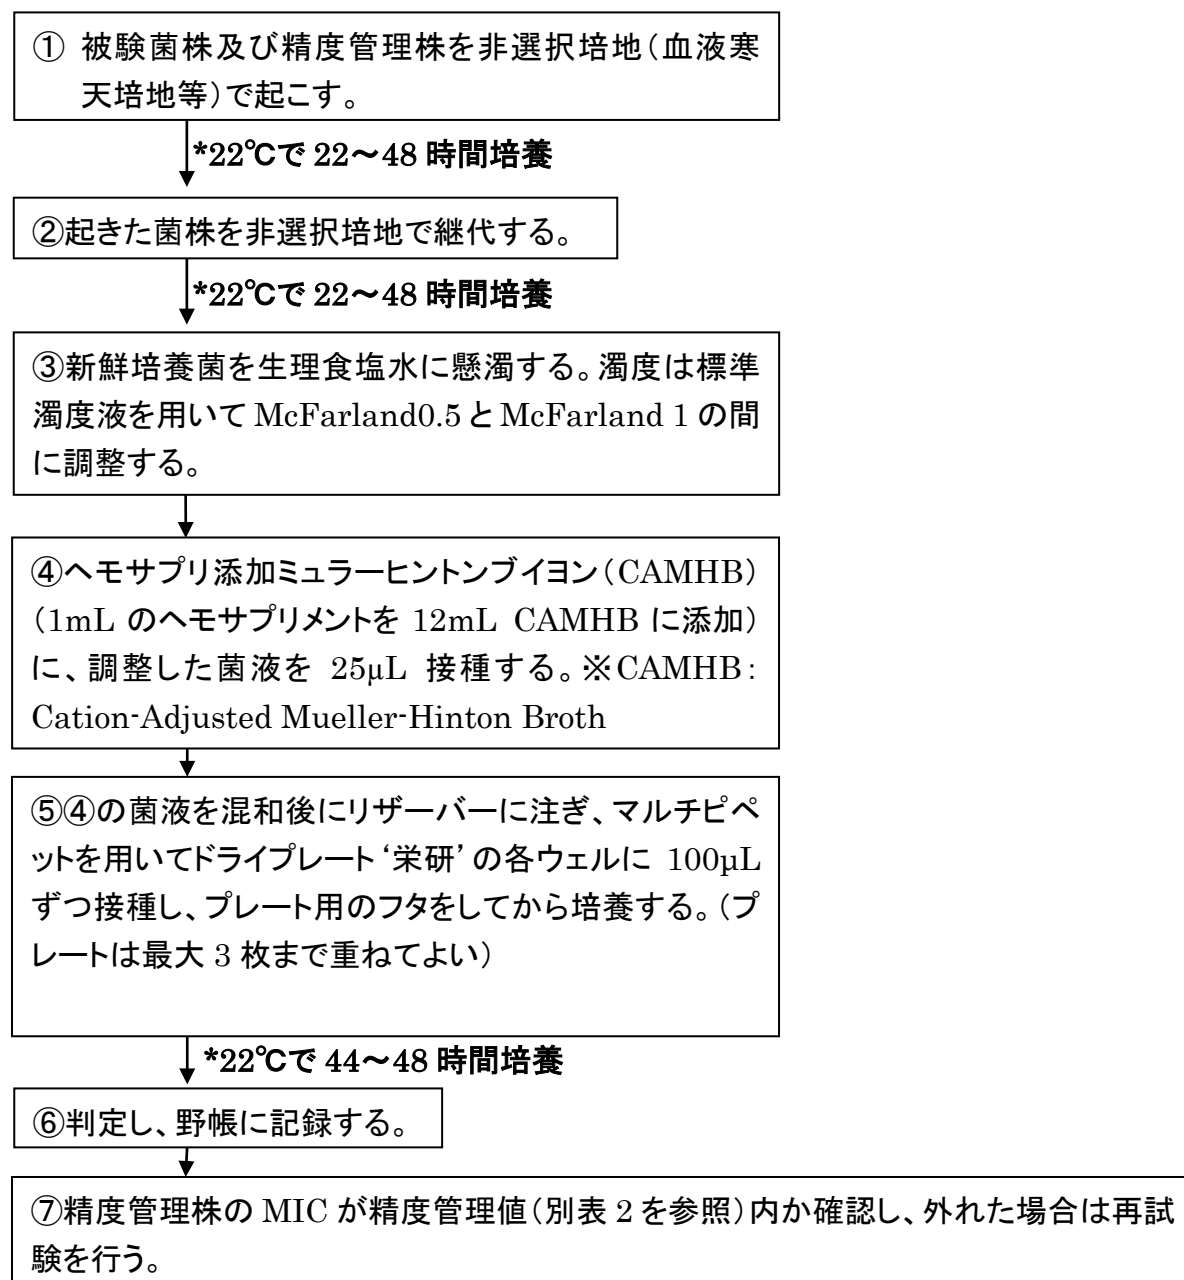 ① 被験菌株及び精度管理株を非選択培地(血液寒
天培地等)で起こす。
*22℃で 22～48 時間培養
②起きた菌株を非選択培地で継代する。
*22℃で 22～48 時間培養
③新鮮培養菌を生理食塩水に懸濁する。濁度は標準
濁度液を用いて McFarland0.5 と McFarland 1 の間
に調整する。
④ヘモサプリ添加ミュラーヒントンブイヨン(CAMHB)
(1mL のヘモサプリメントを 12mL CAMHB に添加)
に、調整した菌液を 25µL 接種する。※CAMHB:
Cation-Adjusted Mueller-Hinton Broth
⑤④の菌液を混和後にリザーバーに注ぎ、マルチピペ
ットを用いてドライプレート‘栄研’の各ウェルに 100µL
ずつ接種し、プレート用のフタをしてから培養する。(プ
レートは最大 3 枚まで重ねてよい)
*22℃で 44～48 時間培養
⑥判定し、野帳に記録する。
⑦精度管理株の MIC が精度管理値(別表 2 を参照)内か確認し、外れた場合は再試
験を行う。